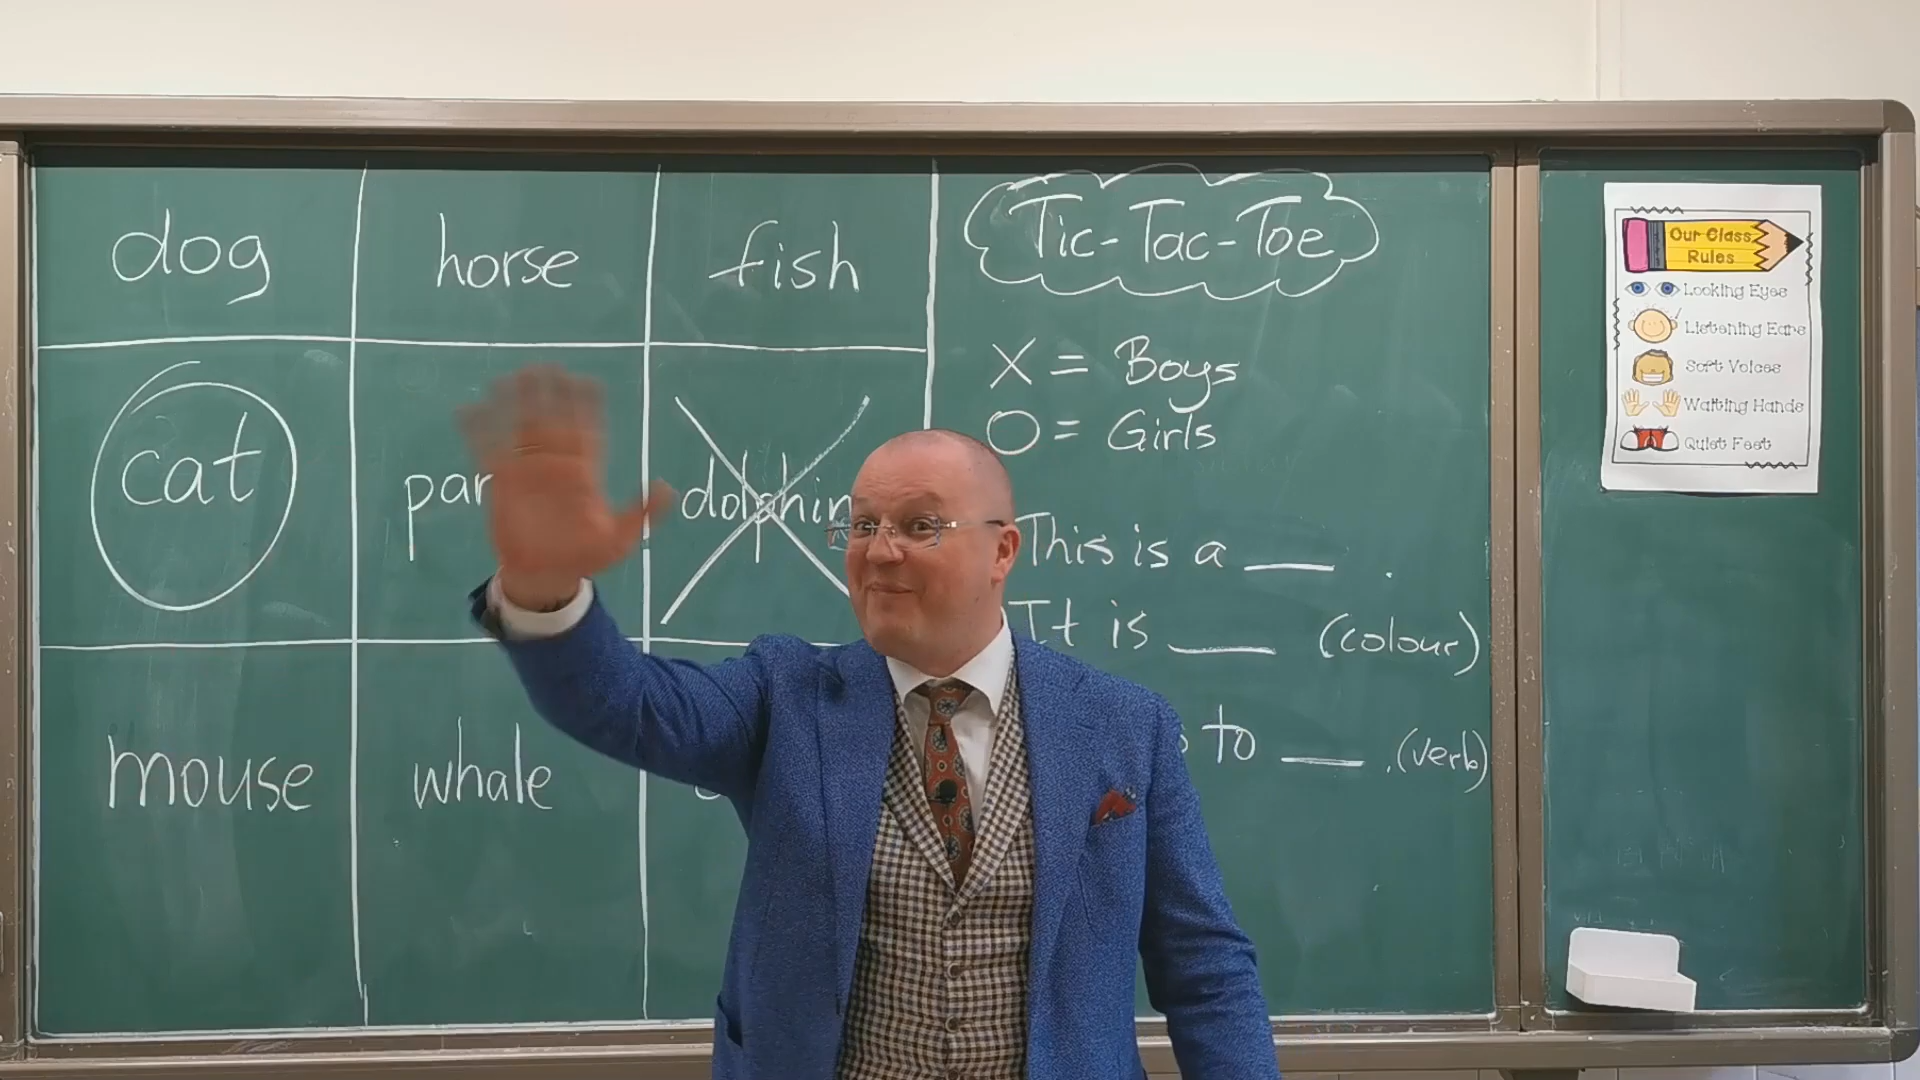 dog
horse
fish
cat
dolphin
mouse
whale
Tic-Tac-Toe
X = Boys
O = Girls
This is a ___ .
It is ___ (colour)
to ___ .(verb)
Our Class
Rules
Looking Eyes
Listening Ears
Soft Voices
Waiting Hands
Quiet Feet